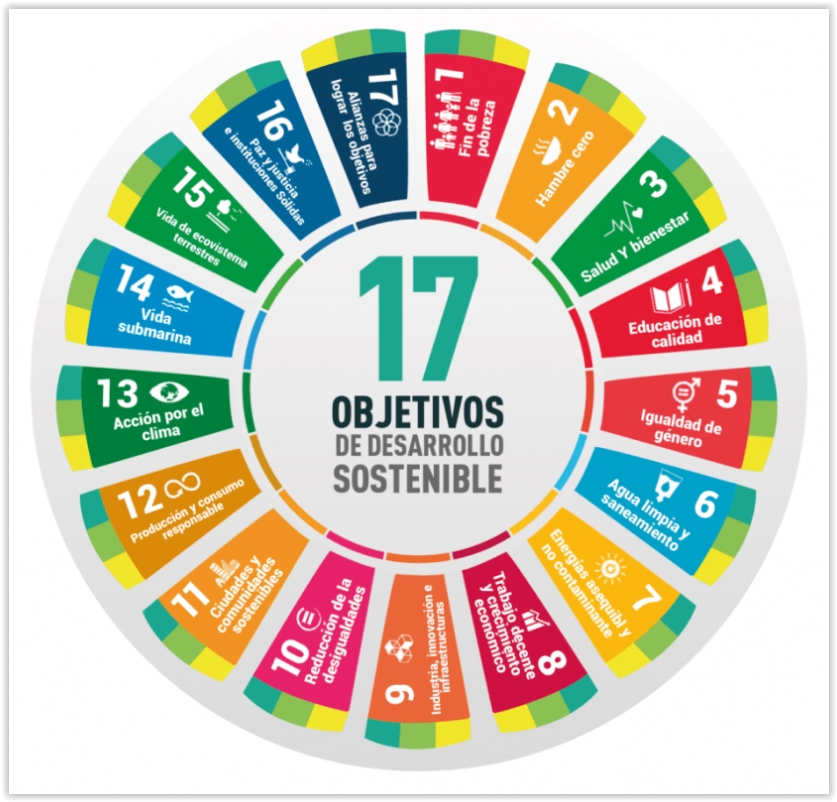 17
OBJETIVOS
DE DESARROLLO
SOSTENIBLE
1
Fin de la
pobreza
2
Hambre cero
3
Salud Y bienestar
4
Educación de
calidad
5
Igualdad de
género
6
Agua limpia y
saneamiento
7
Energías asequibl y
no contaminante
8
Trabajo, decente
y crecimiento
económico
9
Industria, innovación e
infraestructuras
10
Reducción de la
desigualdades
11
Ciudades y
comunidades
sostenibles
12
Producción y consumo
responsable
13
Acción por el
clima
14
Vida
submarina
15
Vida de ecovistema
terrestres
16
Paz y justicia
e instituciones Sólidas
17
Alianzas para
lograr los objetivos